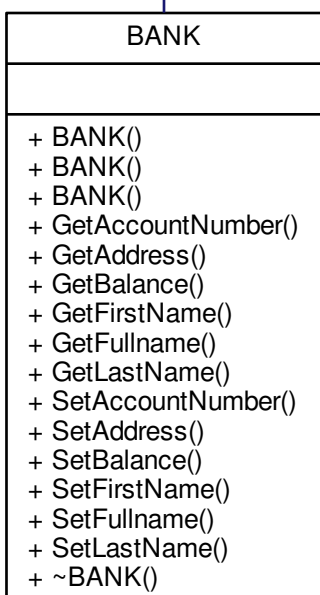 BANK
+ BANK()
+ BANK()
+ BANK()
+ GetAccountNumber()
+ GetAddress()
+ GetBalance()
+ GetFirstName()
+ GetFullname()
+ GetLastName()
+ SetAccountNumber()
+ SetAddress()
+ SetBalance()
+ SetFirstName()
+ SetFullname()
+ SetLastName()
+ ~BANK()